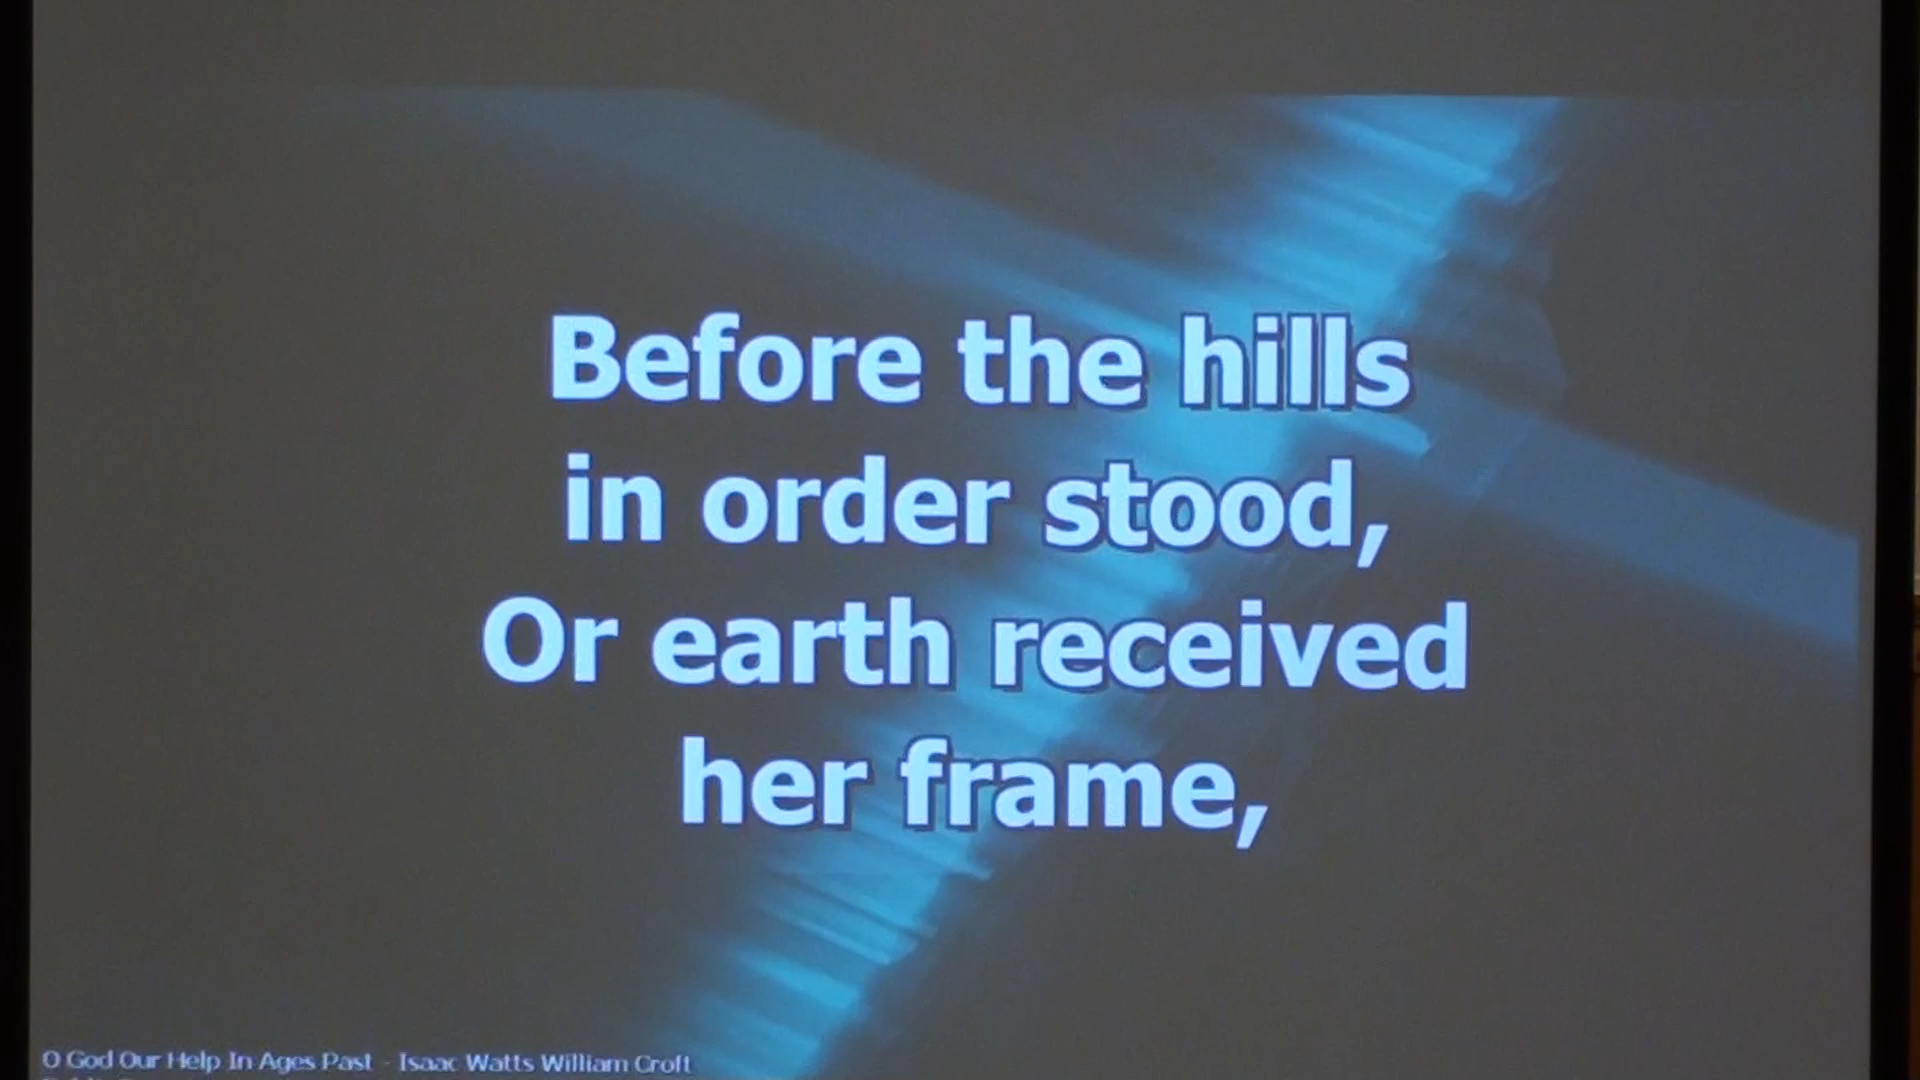 Before the hills
in order stood,
Or earth received
her frame,
O God Our Help In Ages Past - Isaac Watts William Croft